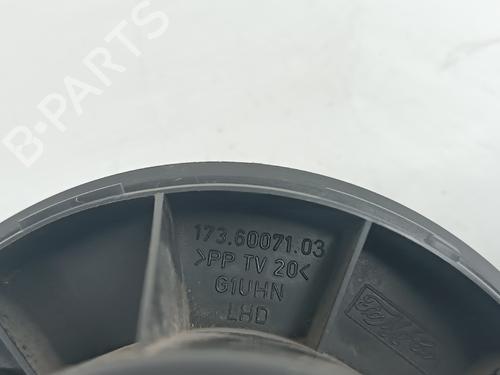 B-PARTS
173.60071.03
>PP TV 20<
G1UHN
LHD